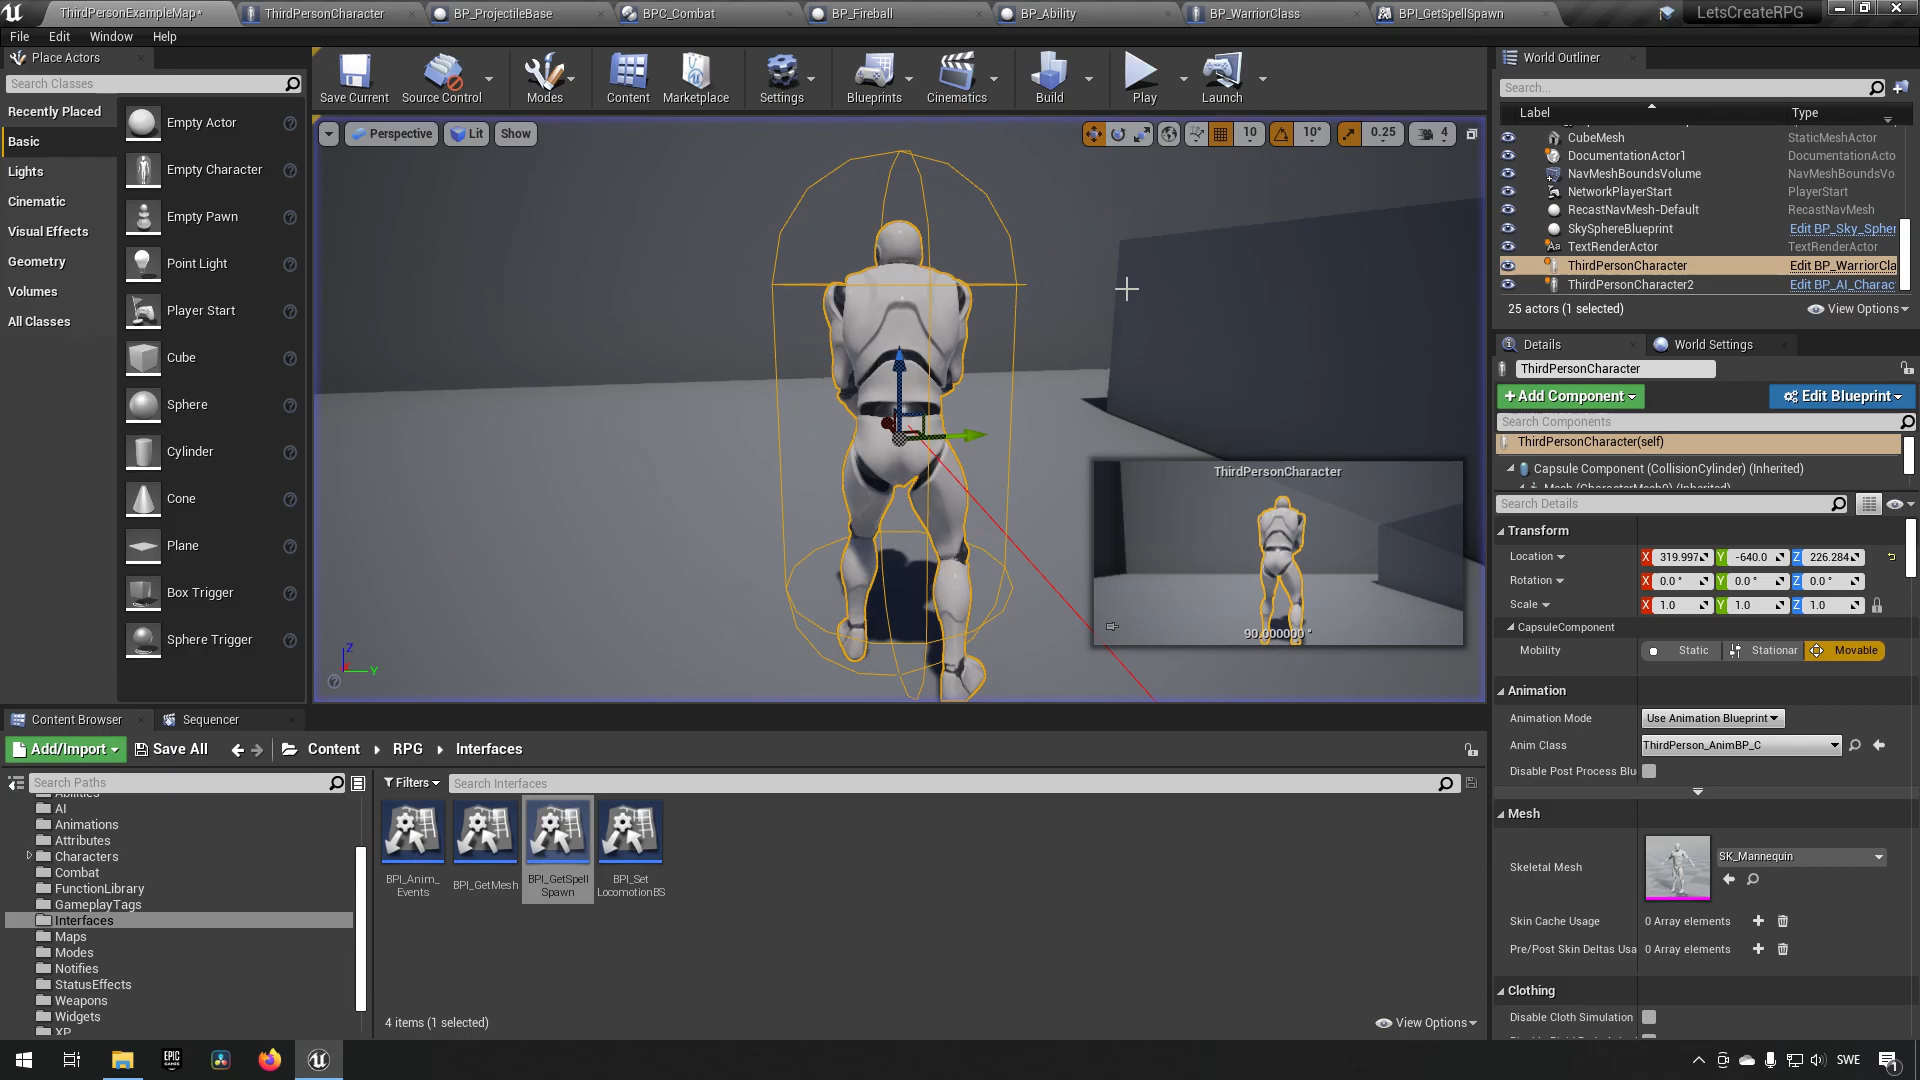 ThirdPersonExampleMap*
ThirdPersonCharacter
BP_ProjectileBase
BPC_Combat
BP_Fireball
BP_Ability
BP_WarriorClass
BPI_GetSpellSpawn
LetsCreateRPG
File
Edit
Window
Help
Place Actors
Search Classes
Recently Placed
Basic
Lights
Cinematic
Visual Effects
Geometry
Volumes
All Classes
Empty Actor
Empty Character
Empty Pawn
Point Light
Player Start
Cube
Sphere
Cylinder
Cone
Plane
Box Trigger
Sphere Trigger
Save Current
Source Control
Modes
Content
Marketplace
Settings
Blueprints
Cinematics
Build
Play
Launch
Perspective
Lit
Show
10
10°
0.25
4
ThirdPersonCharacter
90.000000 °
Z
Y
World Outliner
Search...
Label
Type
CubeMesh
StaticMeshActor
DocumentationActor1
DocumentationActo
NavMeshBoundsVolume
NavMeshBoundsVo
NetworkPlayerStart
PlayerStart
RecastNavMesh-Default
RecastNavMesh
SkySphereBlueprint
Edit BP_Sky_Spher
Aa
TextRenderActor
TextRenderActor
ThirdPersonCharacter
Edit BP_WarriorCla
ThirdPersonCharacter2
Edit BP_AI_Charac
25 actors (1 selected)
View Options
Details
World Settings
ThirdPersonCharacter
+ Add Component
Edit Blueprint
Search Components
ThirdPersonCharacter(self)
Capsule Component (CollisionCylinder) (Inherited)
Mesh (CharacterMesh0) (Inherited)
Search Details
Transform
Location
X 319.997
Y -640.0
Z 226.284
Rotation
X 0.0 °
Y 0.0 °
Z 0.0 °
Scale
X 1.0
Y 1.0
Z 1.0
CapsuleComponent
Mobility
Static
Stationar
Movable
Animation
Animation Mode
Use Animation Blueprint
Anim Class
ThirdPerson_AnimBP_C
Disable Post Process Blu
Mesh
Skeletal Mesh
SK_Mannequin
Skin Cache Usage
0 Array elements
Pre/Post Skin Deltas Usa
0 Array elements
Clothing
Disable Cloth Simulation
Content Browser
Sequencer
Add/Import
Save All
Content
RPG
Interfaces
Search Paths
Filters
Search Interfaces
Abilities
AI
Animations
Attributes
Characters
Combat
FunctionLibrary
GameplayTags
Interfaces
Maps
Modes
Notifies
StatusEffects
Weapons
Widgets
XP
BPI_Anim_
Events
BPI_GetMesh
BPI_GetSpell
Spawn
BPI_Set
LocomotionBS
4 items (1 selected)
View Options
EPIC
GAMES
SWE
1